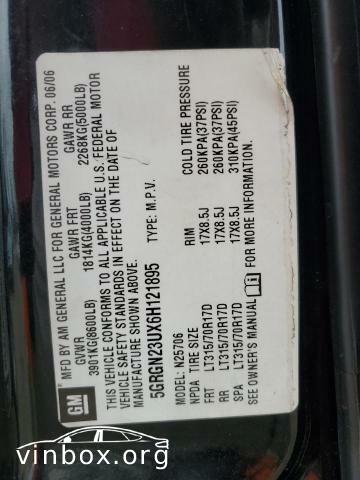 GM
MFD BY AM GENERAL LLC FOR GENERAL MOTORS CORP. 06/06
GVWR GAWR FRT GAWR RR
3901KG(8600LB) 1814KG(4000LB) 2268KG(5000LB)
THIS VEHICLE CONFORMS TO ALL APPLICABLE U.S. FEDERAL MOTOR
VEHICLE SAFETY STANDARDS IN EFFECT ON THE DATE OF
MANUFACTURE SHOWN ABOVE.
5GRGN23UX6H121895 TYPE: M.P.V.
MODEL: N25706
NPDA TIRE SIZE RIM COLD TIRE PRESSURE
FRT LT315/70R17D 17X8.5J 260KPA(37PSI)
RR LT315/70R17D 17X8.5J 260KPA(37PSI)
SPA LT315/70R17D 17X8.5J 310KPA(45PSI)
SEE OWNER'S MANUAL FOR MORE INFORMATION.
vinbox.org